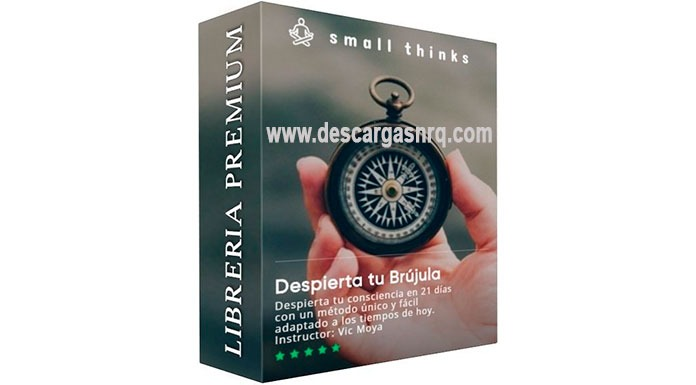 small thinks
www.descargasnrq.com
LIBRERIA PREMIUM
Despierta tu Brújula
Despierta tu consciencia en 21 días
con un método único y fácil
adaptado a los tiempos de hoy.
Instructor: Vic Moya